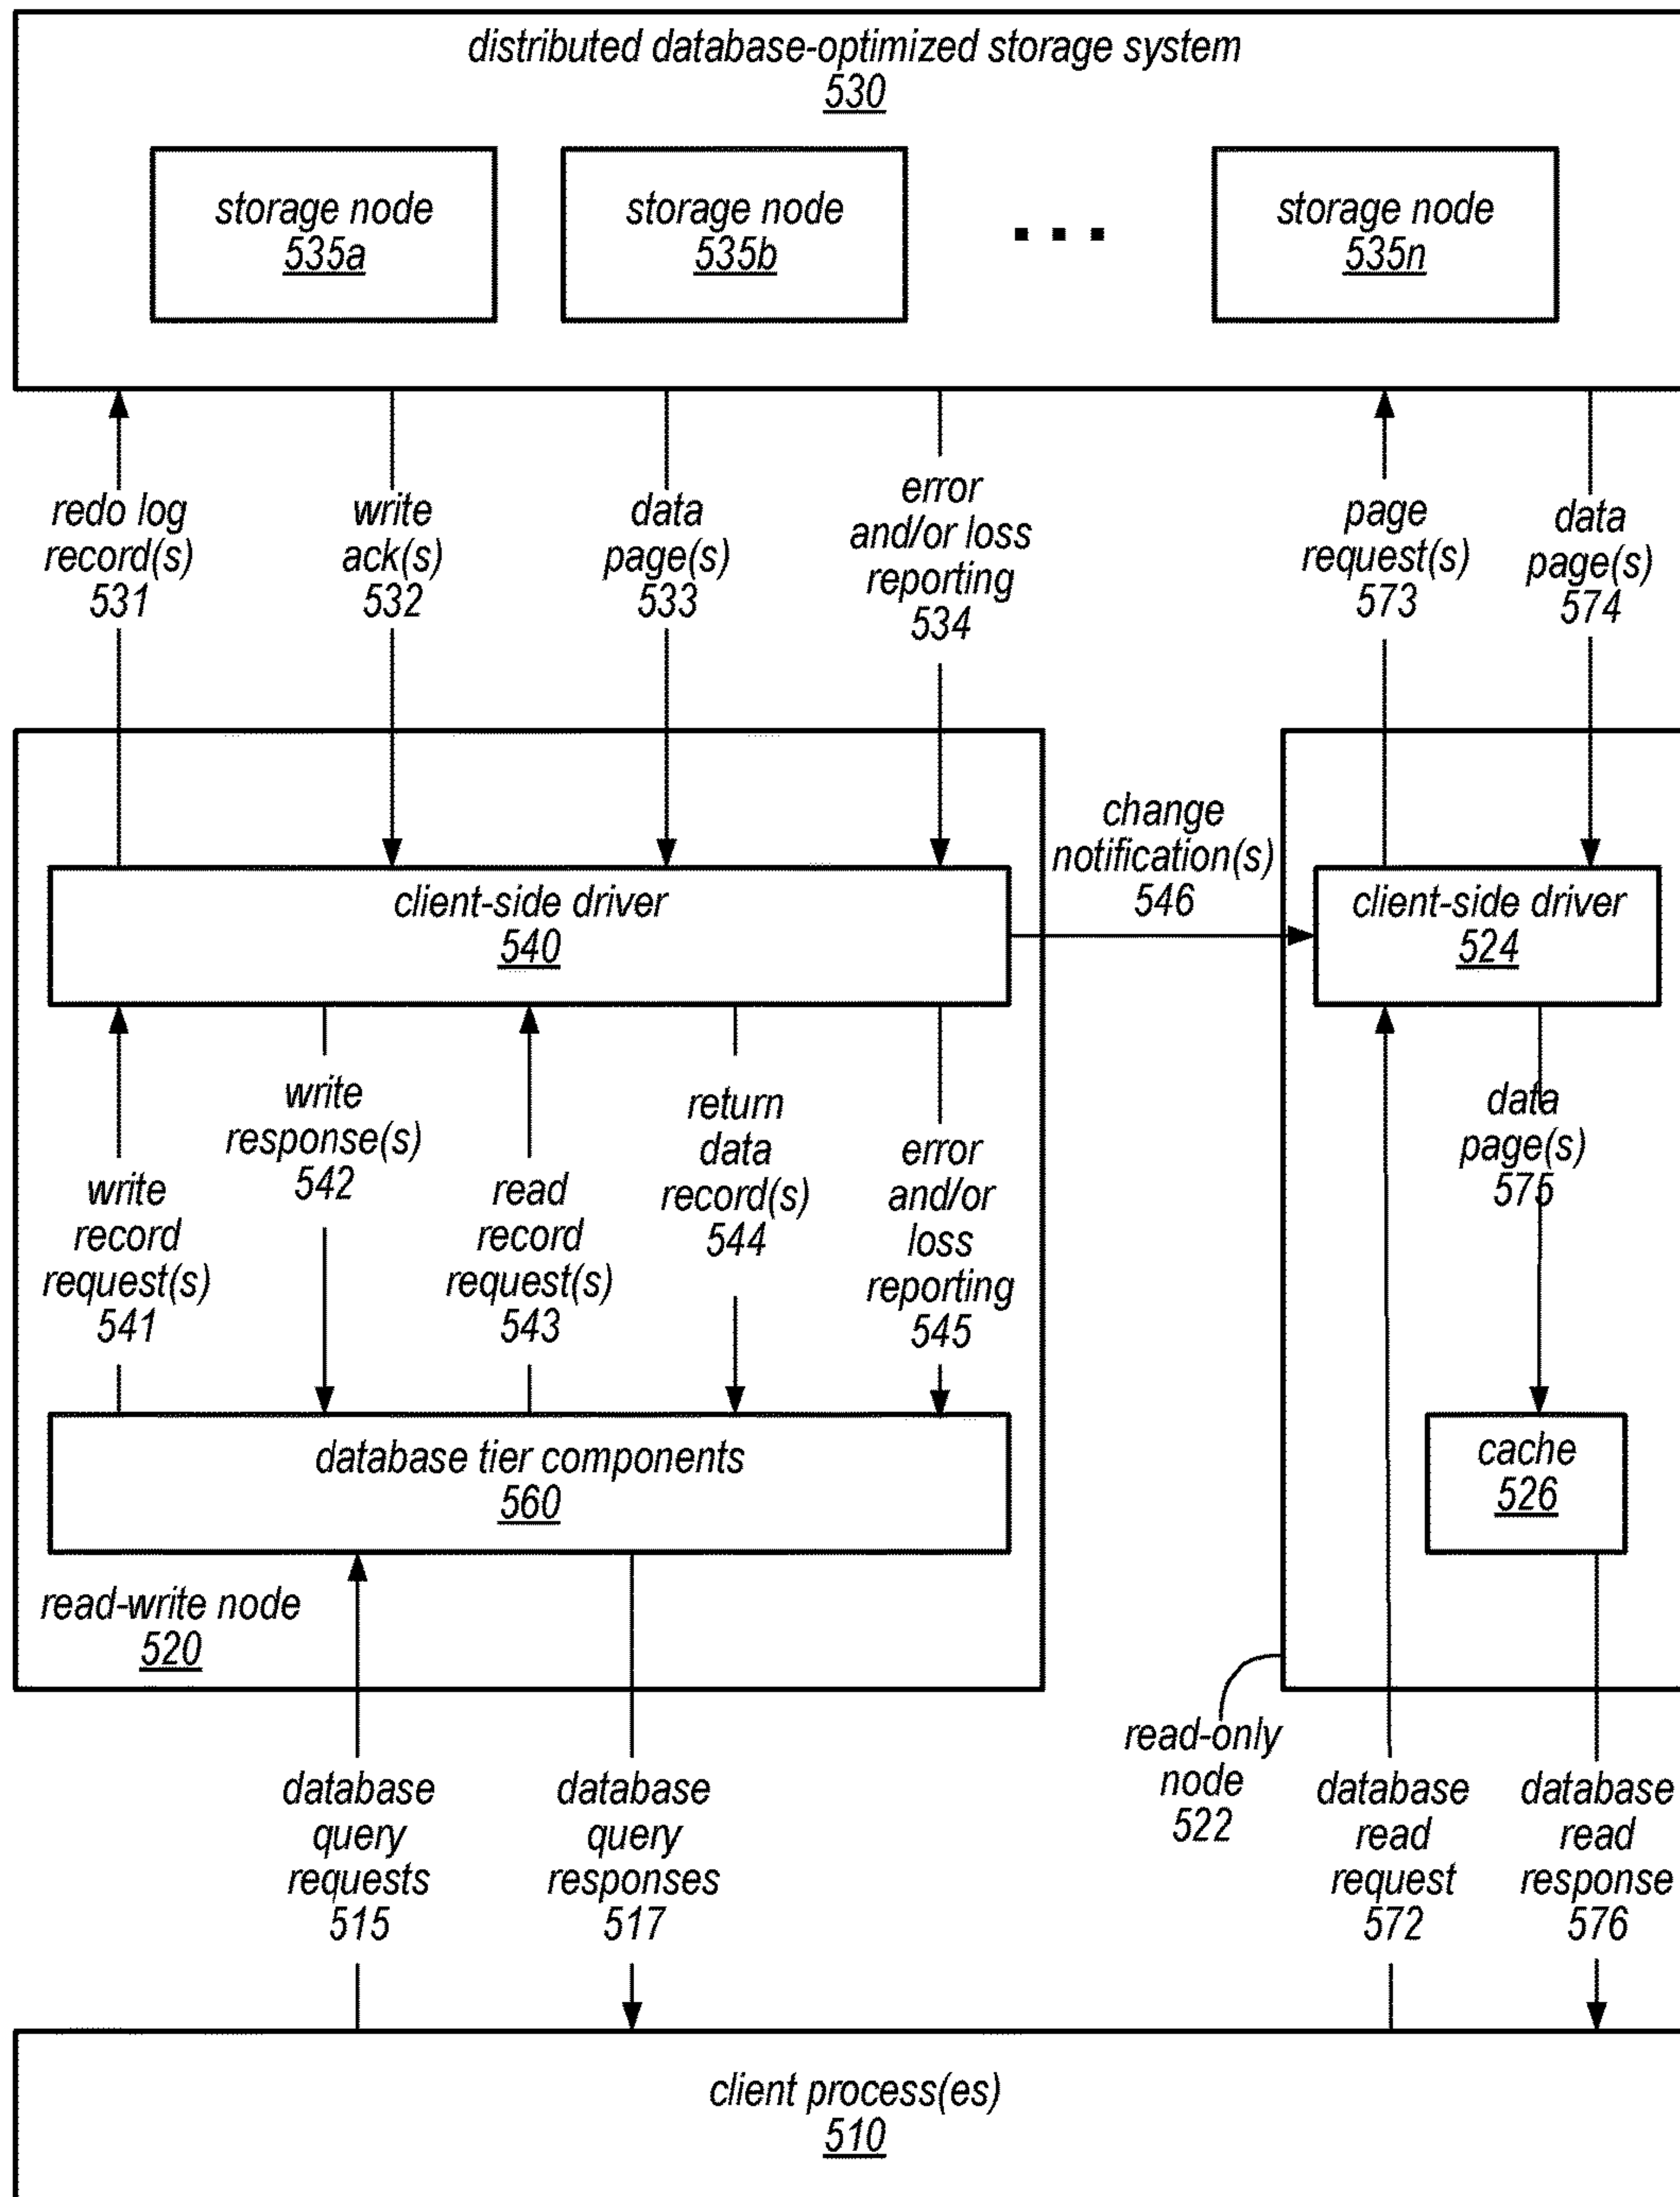 distributed database-optimized storage system
530
storage node
535a
storage node
535b
storage node
535n
redo log
record(s)
531
write
ack(s)
532
data
page(s)
533
error
and/or loss
reporting
534
page
request(s)
573
data
page(s)
574
client-side driver
540
change
notification(s)
546
client-side driver
524
write
record
request(s)
541
write
response(s)
542
read
record
request(s)
543
return
data
record(s)
544
error
and/or
loss
reporting
545
data
page(s)
575
database tier components
560
cache
526
read-write node
520
read-only
node
522
database
query
requests
515
database
query
responses
517
database
read
request
572
database
read
response
576
client process(es)
510